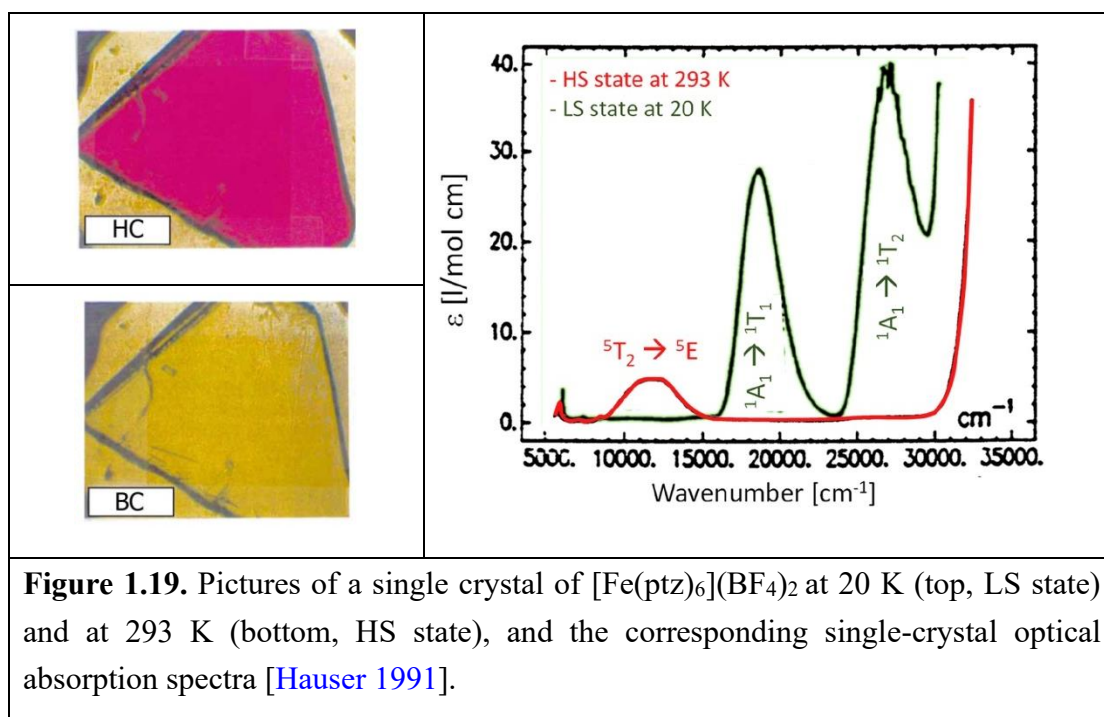 HC
BC
40.
30.
20.
10.
0.
ε [l/mol cm]
- HS state at 293 K
- LS state at 20 K
⁵T₂ → ⁵E
¹A₁ → ¹T₁
¹A₁ → ¹T₂
cm⁻¹
5000. 10000. 15000. 20000. 25000. 30000. 35000.
Wavenumber [cm⁻¹]
Figure 1.19. Pictures of a single crystal of [Fe(ptz)₆](BF₄)₂ at 20 K (top, LS state)
and at 293 K (bottom, HS state), and the corresponding single-crystal optical
absorption spectra [Hauser 1991].